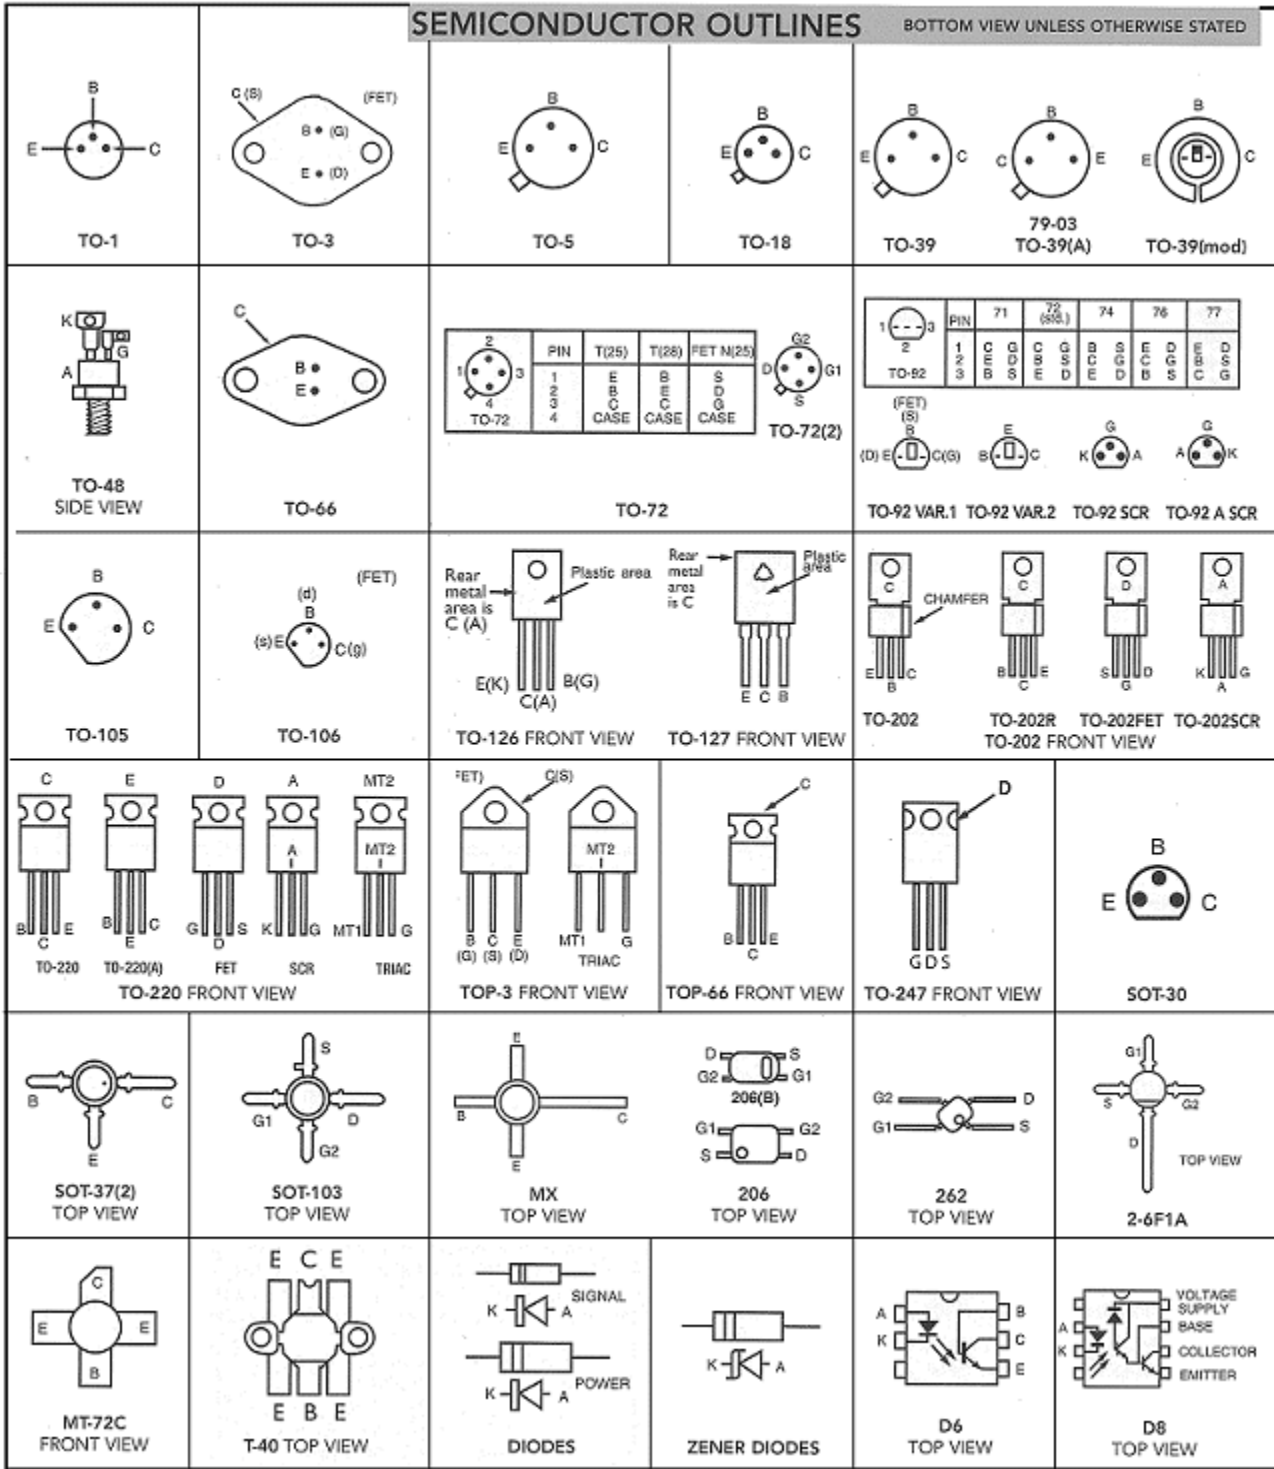 SEMICONDUCTOR OUTLINES BOTTOM VIEW UNLESS OTHERWISE STATED
B
E C
TO-1
C (S) (FET)
B (G)
E (D)
TO-3
B
E C
TO-5
B
E C
TO-18
B
E C
TO-39
B
C E
79-03
TO-39(A)
B
E C
TO-39(mod)
K
G
A
TO-48
SIDE VIEW
C
B
E
TO-66
2
1 3
4
TO-72
PIN T(25) T(28) FET N(25)
1 E B S
2 B E D
3 C C G
4 CASE CASE CASE
G2
D G1
S
TO-72(2)
TO-72
1 3
2
TO-92
PIN 71 72 (std.) 74 76 77
1 C G C G B S E D E D
2 E D B S C G C G B S
3 B S E D E D B S C G
(FET)
(S)
B
(D) E C(G)
TO-92 VAR.1
E
B C
TO-92 VAR.2
G
K A
TO-92 SCR
G
A K
TO-92 A SCR
B
E C
TO-105
(FET)
(d)
B
(s) E C(g)
TO-106
Rear
metal
area is
C (A)
Plastic area
E(K) B(G)
C(A)
TO-126 FRONT VIEW
Rear
metal
area
is C
Plastic
area
E C B
TO-127 FRONT VIEW
C
CHAMFER
E C
B
TO-202
C
B E
C
TO-202R
D
S D
G
TO-202FET
A
K G
A
TO-202SCR
TO-202 FRONT VIEW
C
B E
C
TO-220
E
B C
E
TO-220(A)
D
G S
D
FET
A
A
K G
SCR
MT2
MT2
MT1 G
TRIAC
TO-220 FRONT VIEW
FET) C(S)
B C E
(G) (S) (D)
MT2
MT1 G
TRIAC
TOP-3 FRONT VIEW
C
B E
C
TOP-66 FRONT VIEW
D
G D S
TO-247 FRONT VIEW
B
E C
SOT-30
B C
E
SOT-37(2)
TOP VIEW
S
G1 D
G2
SOT-103
TOP VIEW
E
B C
E
MX
TOP VIEW
D S
G2 G1
206(B)
G1 G2
S D
206
TOP VIEW
G2 D
G1 S
262
TOP VIEW
G1
S G2
D
TOP VIEW
2-6F1A
C
E E
B
MT-72C
FRONT VIEW
E C E
E B E
T-40 TOP VIEW
SIGNAL
K A
POWER
K A
DIODES
K A
ZENER DIODES
A B
K C
E
D6
TOP VIEW
VOLTAGE
SUPPLY
A BASE
K COLLECTOR
EMITTER
D8
TOP VIEW